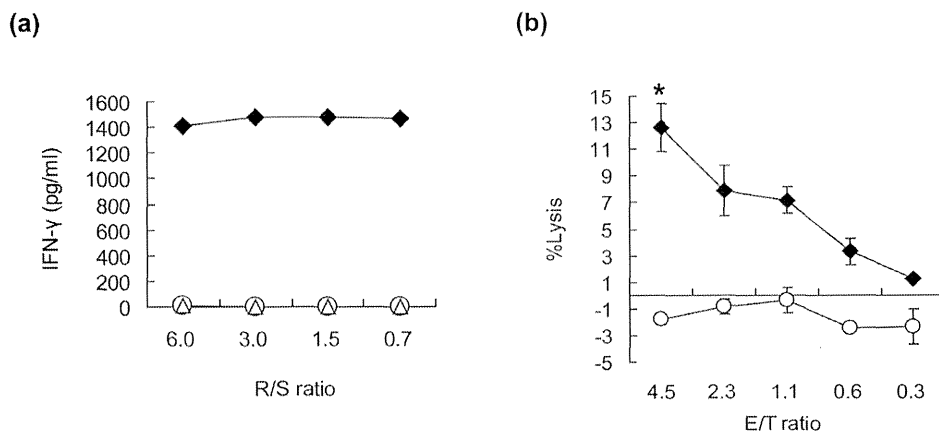 (a)
IFN-γ (pg/ml)
1600
1400
1200
1000
800
600
400
200
0
6.0 3.0 1.5 0.7
R/S ratio
(b)
%Lysis
15
13
11
9
7
5
3
1
-1
-3
-5
*
4.5 2.3 1.1 0.6 0.3
E/T ratio